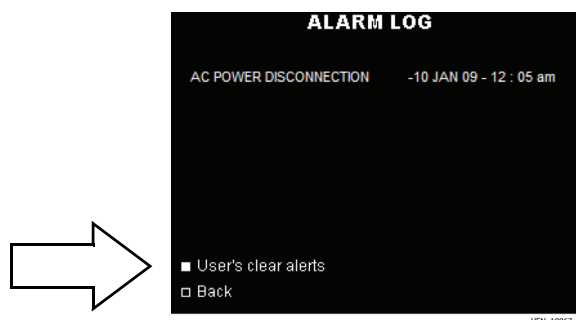 ALARM LOG
AC POWER DISCONNECTION -10 JAN 09 - 12 : 05 am
User's clear alerts
Back